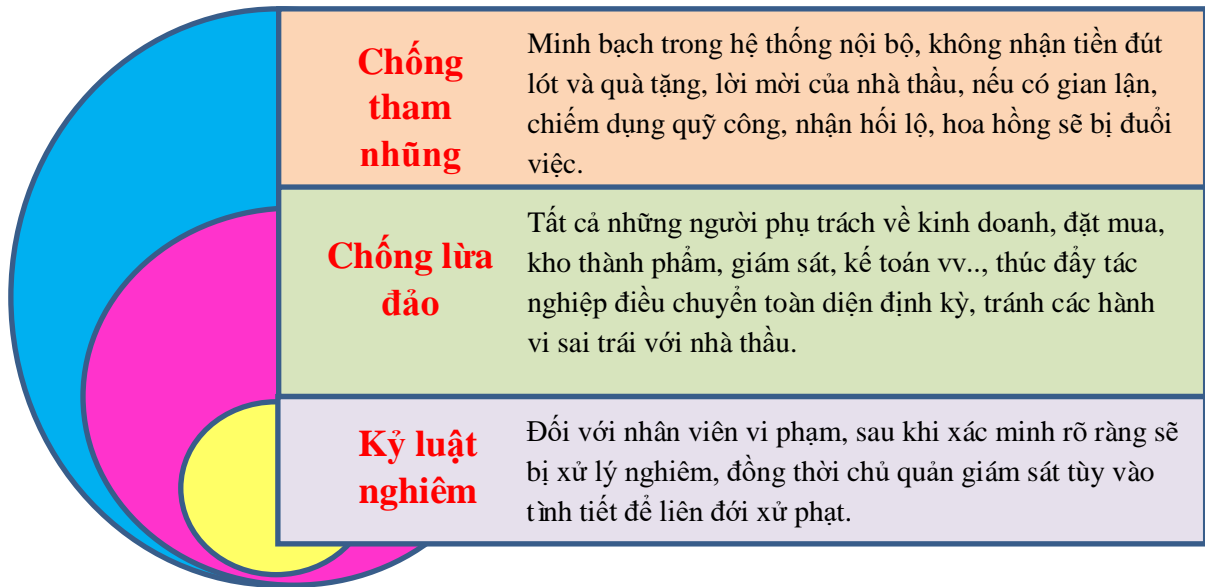 Chống
tham
nhũng
Minh bạch trong hệ thống nội bộ, không nhận tiền đút
lót và quà tặng, lời mời của nhà thầu, nếu có gian lận,
chiếm dụng quỹ công, nhận hối lộ, hoa hồng sẽ bị đuổi
việc.
Chống lừa
đảo
Tất cả những người phụ trách về kinh doanh, đặt mua,
kho thành phẩm, giám sát, kế toán vv.., thúc đẩy tác
nghiệp điều chuyển toàn diện định kỳ, tránh các hành
vi sai trái với nhà thầu.
Kỷ luật
nghiêm
Đối với nhân viên vi phạm, sau khi xác minh rõ ràng sẽ
bị xử lý nghiêm, đồng thời chủ quản giám sát tùy vào
tình tiết để liên đới xử phạt.